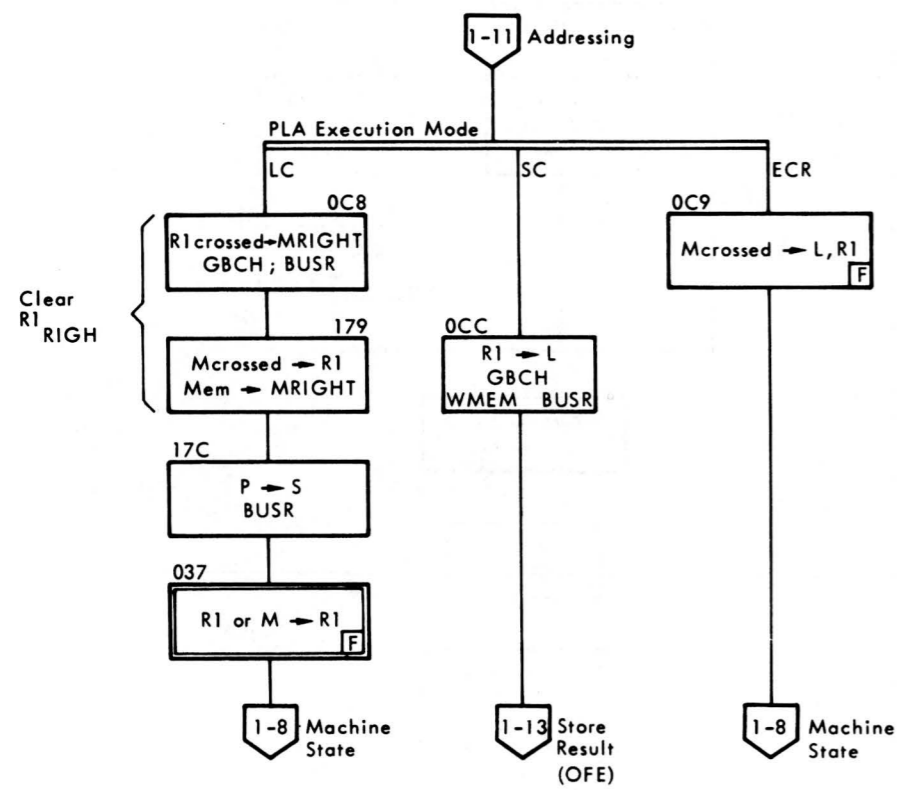 1-11 Addressing
PLA Execution Mode
LC
SC
ECR
0C8
R1crossed→MRIGHT
GBCH ; BUSR
Clear
R1
RIGH
179
Mcrossed → R1
Mem → MRIGHT
17C
P → S
BUSR
037
R1 or M → R1
F
1-8 Machine
State
0CC
R1 → L
GBCH
WMEM BUSR
1-13 Store
Result
(OFE)
0C9
Mcrossed → L, R1
F
1-8 Machine
State